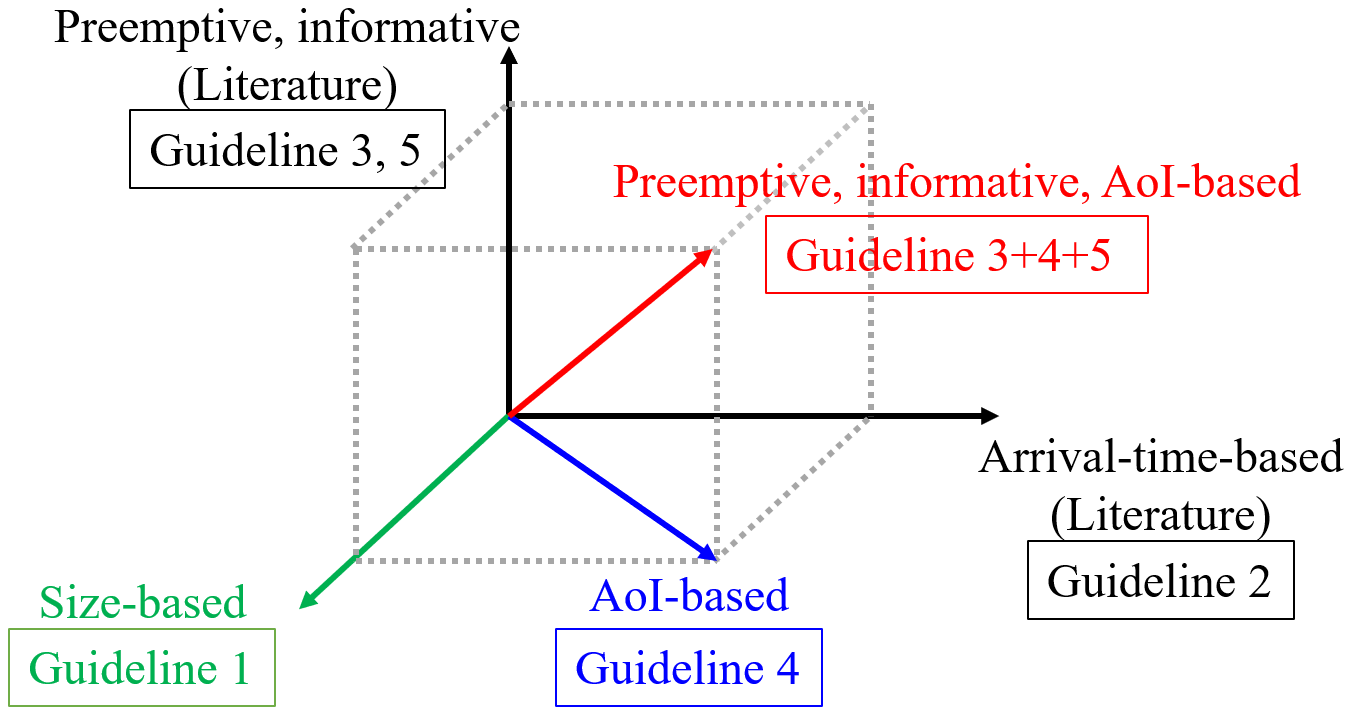 Preemptive, informative
(Literature)
Guideline 3, 5
Preemptive, informative, AoI-based
Guideline 3+4+5
Arrival-time-based
(Literature)
Guideline 2
Size-based
Guideline 1
AoI-based
Guideline 4